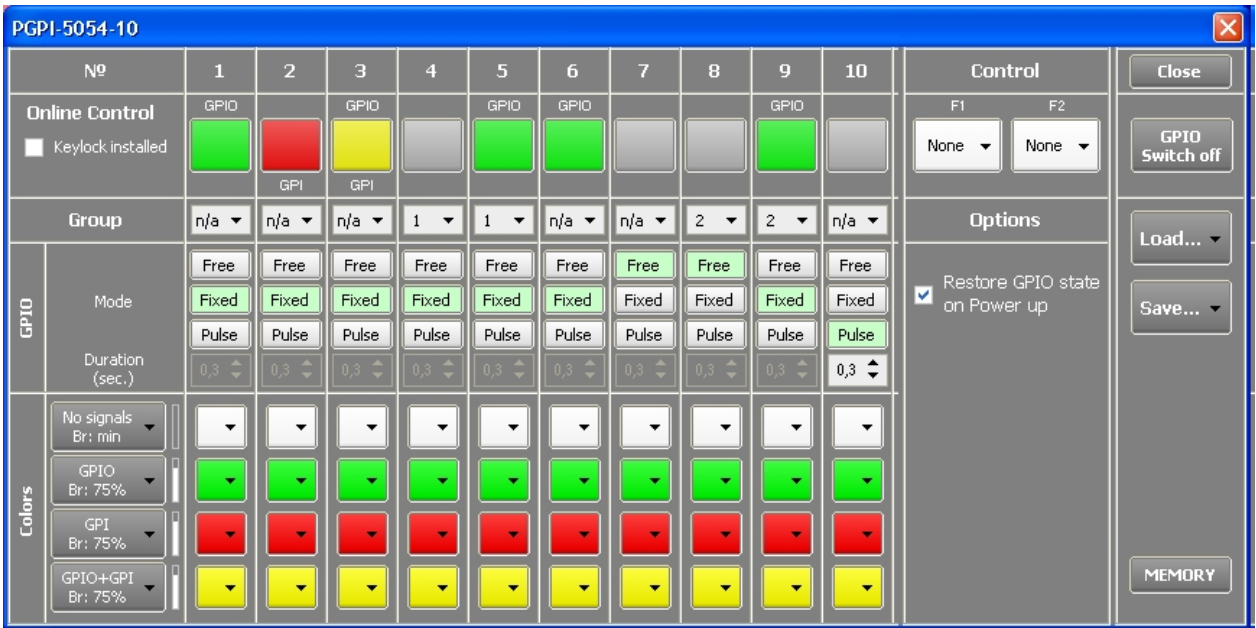 PGPI-5054-10
Nº 1 2 3 4 5 6 7 8 9 10 Control Close
Online Control
Keylock installed
GPIO GPIO GPIO GPIO GPIO
GPI GPI
F1 F2
None None
GPIO
Switch off
Group n/a n/a n/a 1 1 n/a n/a 2 2 n/a Options
Load...
Save...
GPIO
Mode
Free Free Free Free Free Free Free Free Free Free
Fixed Fixed Fixed Fixed Fixed Fixed Fixed Fixed Fixed Fixed
Pulse Pulse Pulse Pulse Pulse Pulse Pulse Pulse Pulse Pulse
Duration
(sec.)
0,3 0,3 0,3 0,3 0,3 0,3 0,3 0,3 0,3 0,3
Restore GPIO state
on Power up
Colors
No signals
Br: min
GPIO
Br: 75%
GPI
Br: 75%
GPIO+GPI
Br: 75%
MEMORY